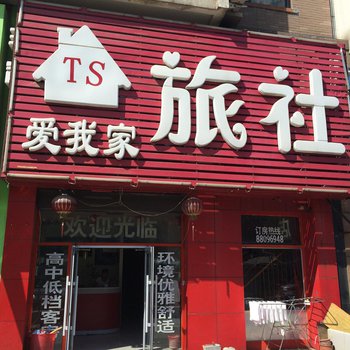 TS
爱我家旅社
欢迎光临
订房热线
88096948
高中低档客房
环境优雅舒适